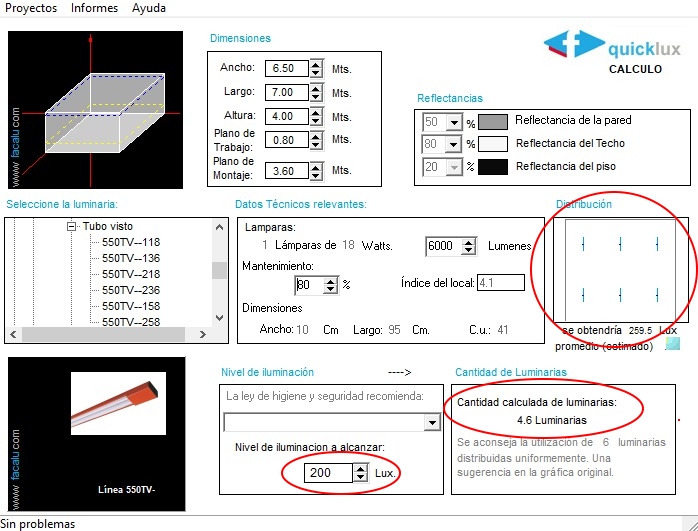 Proyectos Informes Ayuda
www facalu com
Dimensiones
Ancho: 6.50 Mts.
Largo: 7.00 Mts.
Altura: 4.00 Mts.
Plano de
Trabajo: 0.80 Mts.
Plano de
Montaje: 3.60 Mts.
quicklux
CALCULO
Reflectancias
50 % Reflectancia de la pared
80 % Reflectancia del Techo
20 % Reflectancia del piso
Seleccione la luminaria:
Tubo visto
550TV--118
550TV--136
550TV--218
550TV--236
550TV--158
550TV--258
Datos Técnicos relevantes:
Lamparas:
1 Lámparas de 18 Watts. 6000 Lumenes
Mantenimiento:
80 % Índice del local: 4.1
Dimensiones
Ancho: 10 Cm Largo: 95 Cm. C.u.: 41
Distribución
se obtendría 259.5 Lux
promedio (estimado)
www facalu com
Línea 550TV-
Nivel de iluminación ---->
La ley de higiene y seguridad recomienda:
Nivel de iluminacion a alcanzar:
200 Lux.
Cantidad de Luminarias
Cantidad calculada de luminarias:
4.6 Luminarias
Se aconseja la utilización de 6 luminarias
distribuidas uniformemente. Una
sugerencia en la gráfica original.
Sin problemas